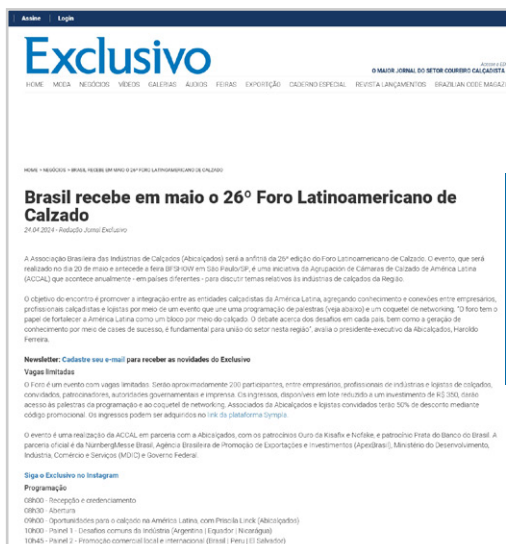 Assine Login
Exclusivo
O MAIOR JORNAL DO SETOR COUREIRO CALÇADISTA
HOME MODA NEGÓCIOS VÍDEOS GALERIAS ÁUDIOS FEIRAS EXPORTIÇÃO CADERNO ESPECIAL REVISTA LANÇAMENTOS BRAZILIAN CODE MAGAZ
HOME > NEGÓCIOS > BRASIL RECEBE EM MAIO O 26º FORO LATINOAMERICANO DE CALZADO
Brasil recebe em maio o 26º Foro Latinoamericano de
Calzado
24.04.2024 - Redação Jornal Exclusivo
A Associação Brasileira das Indústrias de Calçados (Abicalçados) será a anfitriã da 26ª edição do Foro Latinoamericano de Calzado. O evento, que será
realizado no dia 20 de maio e antecede a feira BFSHOW em São Paulo/SP, é uma iniciativa da Agrupación de Cámaras de Calzado de América Latina
(ACCAL) que acontece anualmente - em países diferentes - para discutir temas relativos às indústrias de calçados da Região.
O objetivo do encontro é promover a integração entre as entidades calçadistas da América Latina, agregando conhecimento e conexões entre empresários,
profissionais calçadistas e lojistas por meio de um evento que une uma programação de palestras (veja abaixo) e um coquetel de networking. "O foro tem o
papel de fortalecer a América Latina como um bloco por meio do calçado. O debate acerca dos desafios em cada país, bem como a geração de
conhecimento por meio de cases de sucesso, é fundamental para união do setor nesta região", avalia o presidente-executivo da Abicalçados, Haroldo
Ferreira.
Newsletter: Cadastre seu e-mail para receber as novidades do Exclusivo
Vagas limitadas
O Foro é um evento com vagas limitadas. Serão aproximadamente 200 participantes, entre empresários, profissionais de indústrias e lojistas de calçados,
convidados, patrocinadores, autoridades governamentais e imprensa. Os ingressos, disponíveis em lote reduzido a um investimento de R$ 350, darão
acesso às palestras da programação e ao coquetel de networking. Associados da Abicalçados e lojistas convidados terão 50% de desconto mediante
código promocional. Os ingressos podem ser adquiridos no link da plataforma Sympla.
O evento é uma realização da ACCAL em parceria com a Abicalçados, com os patrocínios Ouro da Kisafix e Nofake, e patrocínio Prata do Banco do Brasil. A
parceria oficial é da NürnbergMesse Brasil, Agência Brasileira de Promoção de Exportações e Investimentos (ApexBrasil), Ministério do Desenvolvimento,
Indústria, Comércio e Serviços (MDIC) e Governo Federal.
Siga o Exclusivo no Instagram
Programação
08h00 - Recepção e credenciamento
08h30 - Abertura
09h00 - Oportunidades para o calçado na América Latina, com Priscila Linck (Abicalçados)
10h00 - Painel 1 - Desafios comuns da Indústria (Argentina | Equador | Nicarágua)
10h45 - Painel 2 - Promoção comercial local e internacional (Brasil | Peru | El Salvador)